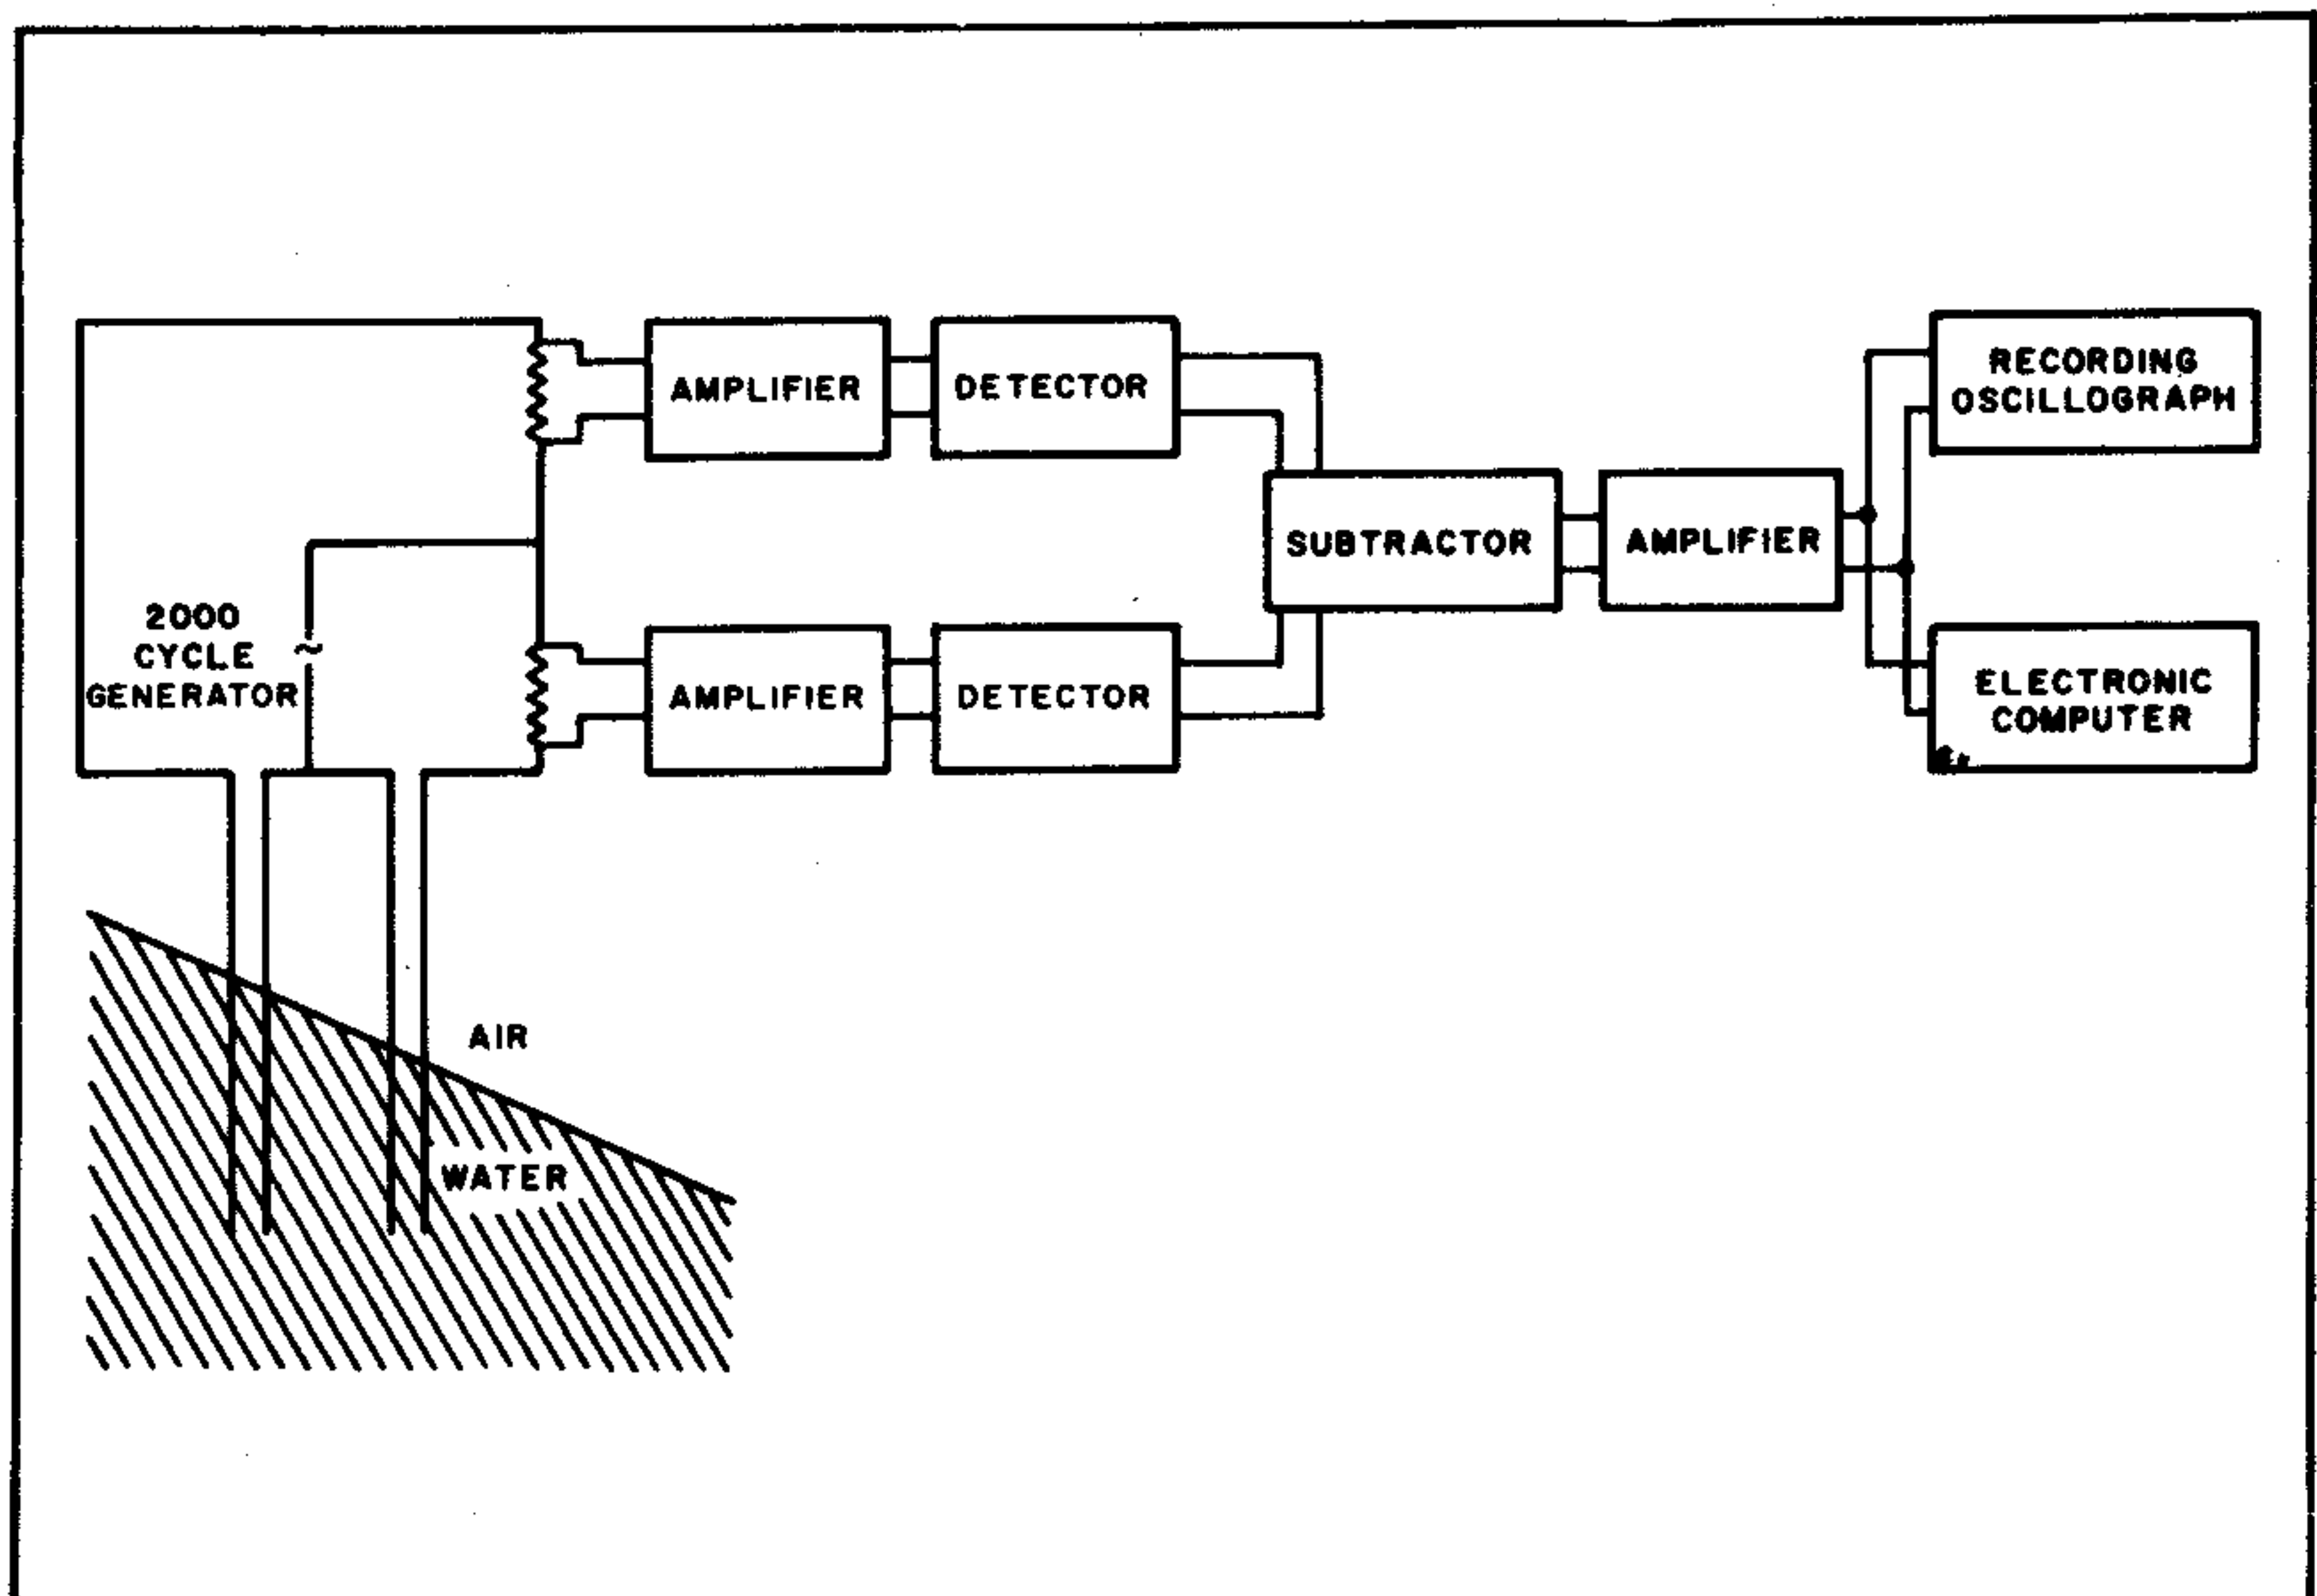 AMPLIFIER
DETECTOR
RECORDING
OSCILLOGRAPH
SUBTRACTOR
AMPLIFIER
2000
CYCLE
GENERATOR
~
AMPLIFIER
DETECTOR
ELECTRONIC
COMPUTER
AIR
WATER